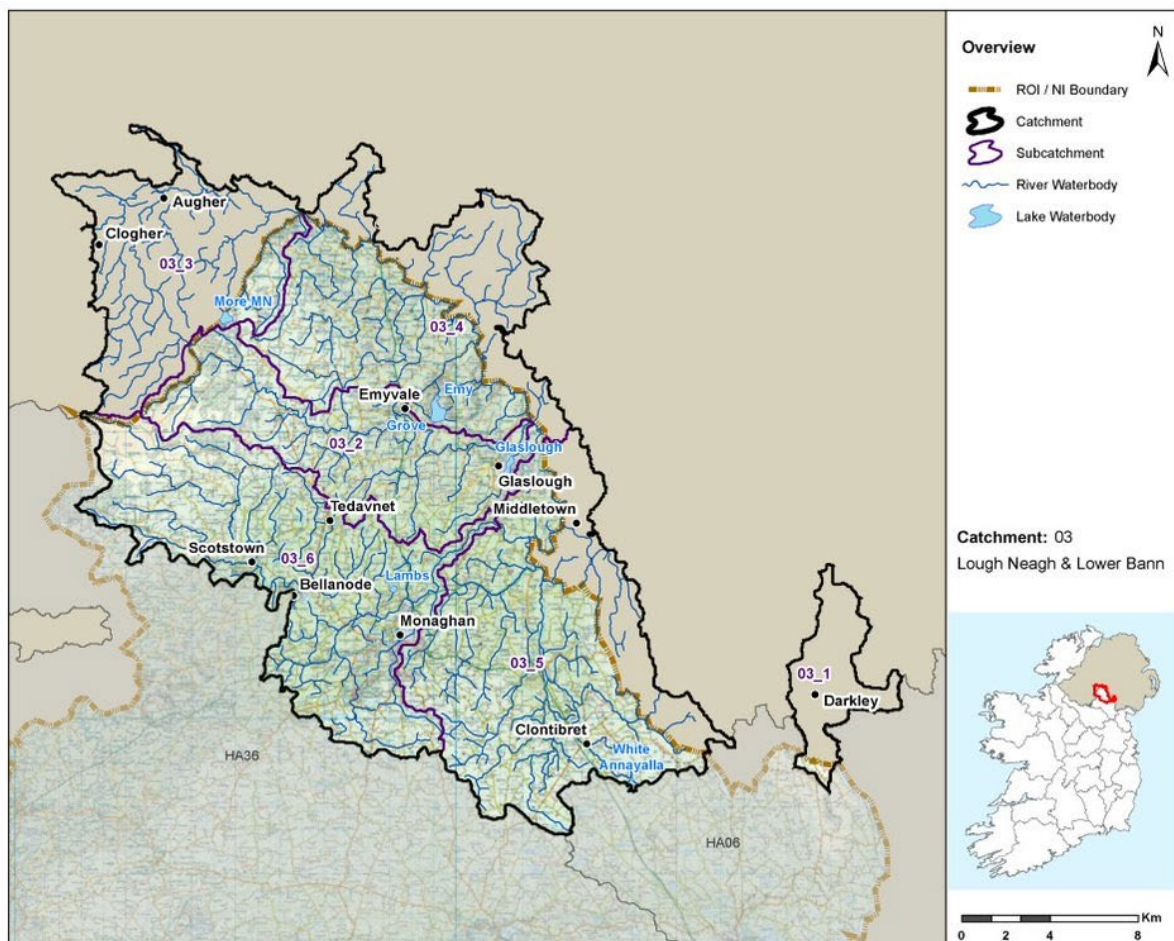 Overview
N
ROI / NI Boundary
Catchment
Subcatchment
River Waterbody
Lake Waterbody
Augher
Clogher
03_3
More MN
03_4
Emyvale
Emy
Grove
03_2
Glaslough
Glaslough
Tedavnet
Middletown
Scotstown
03_6
Bellanode
Lambs
Monaghan
03_5
03_1
Darkley
Clontibret
White
Annayalla
HA36
HA06
Catchment: 03
Lough Neagh & Lower Bann
Km
0 2 4 8